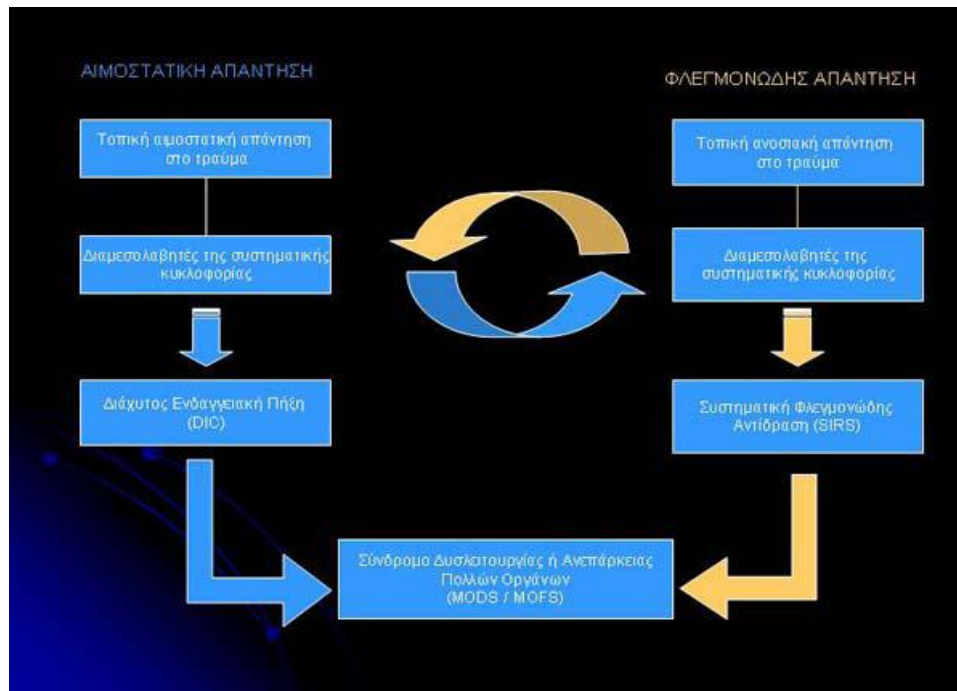 ΑΙΜΟΣΤΑΤΙΚΗ ΑΠΑΝΤΗΣΗ
ΦΛΕΓΜΟΝΩΔΗΣ ΑΠΑΝΤΗΣΗ
Τοπική αιμοστατική απάντηση
στο τραύμα
Τοπική ανοσιακή απάντηση
στο τραύμα
Διαμεσολαβητές της συστηματικής
κυκλοφορίας
Διαμεσολαβητές της
συστηματικής κυκλοφορίας
Διάχυτος Ενδαγγειακή Πήξη
(DIC)
Συστηματική Φλεγμονώδης
Αντίδραση (SIRS)
Σύνδρομο Δυσλειτουργίας ή Ανεπάρκειας
Πολλών Οργάνων
(MODS / MOFS)